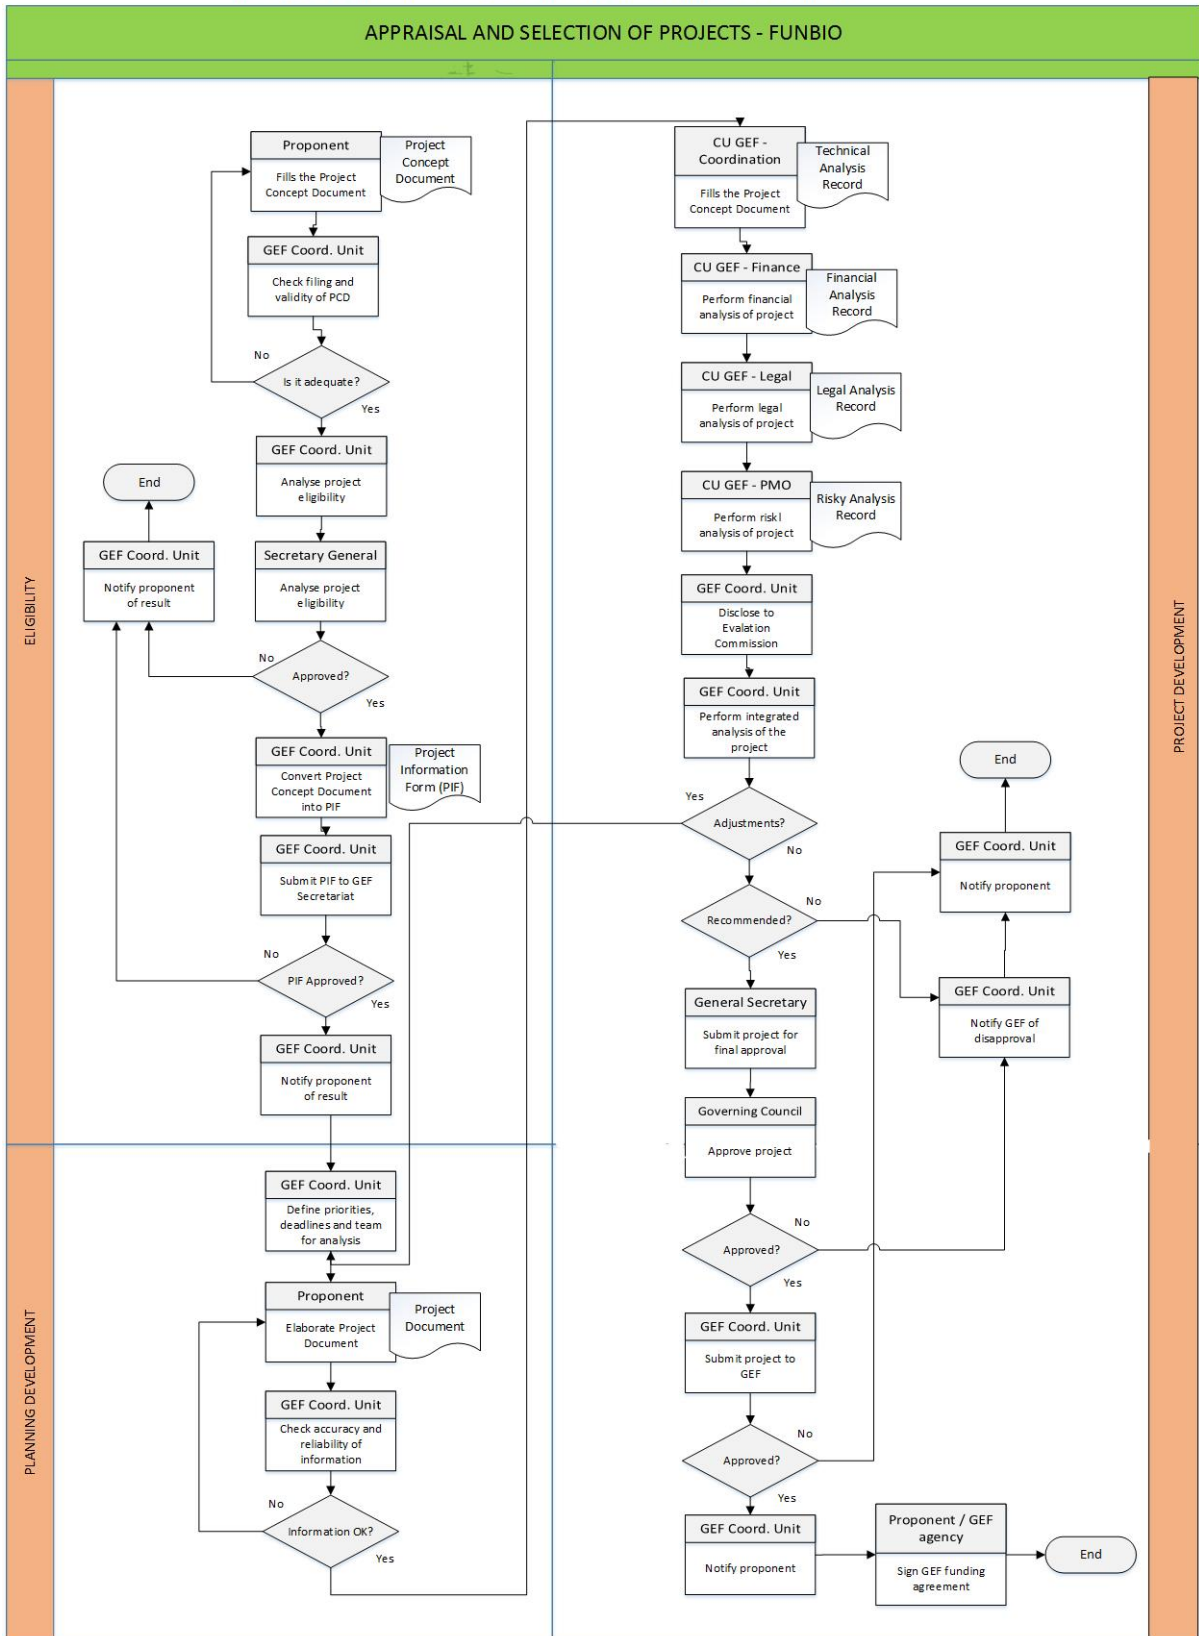 APPRAISAL AND SELECTION OF PROJECTS - FUNBIO
ELIGIBILITY
Proponent
Fills the Project
Concept Document
Project
Concept
Document
GEF Coord. Unit
Check filing and
validity of PCD
No
Is it adequate?
Yes
GEF Coord. Unit
Analyse project
eligibility
End
Secretary General
Analyse project
eligibility
GEF Coord. Unit
Notify proponent
of result
No
Approved?
Yes
GEF Coord. Unit
Convert Project
Concept Document
into PIF
Project
Information
Form (PIF)
GEF Coord. Unit
Submit PIF to GEF
Secretariat
No
PIF Approved?
Yes
GEF Coord. Unit
Notify proponent
of result
PLANNING DEVELOPMENT
GEF Coord. Unit
Define priorities,
deadlines and team
for analysis
Proponent
Elaborate Project
Document
Project
Document
GEF Coord. Unit
Check accuracy and
reliability of
information
No
Information OK?
Yes
PROJECT DEVELOPMENT
CU GEF -
Coordination
Fills the Project
Concept Document
Technical
Analysis
Record
CU GEF - Finance
Perform financial
analysis of project
Financial
Analysis
Record
CU GEF - Legal
Perform legal
analysis of project
Legal Analysis
Record
CU GEF - PMO
Perform riskl
analysis of project
Risky Analysis
Record
GEF Coord. Unit
Disclose to
Evalation
Commission
GEF Coord. Unit
Perform integrated
analysis of the
project
Yes
Adjustments?
No
Recommended?
No
Yes
End
GEF Coord. Unit
Notify proponent
GEF Coord. Unit
Notify GEF of
disapproval
General Secretary
Submit project for
final approval
Governing Council
Approve project
No
Approved?
Yes
GEF Coord. Unit
Submit project to
GEF
No
Approved?
Yes
GEF Coord. Unit
Notify proponent
Proponent / GEF
agency
Sign GEF funding
agreement
End